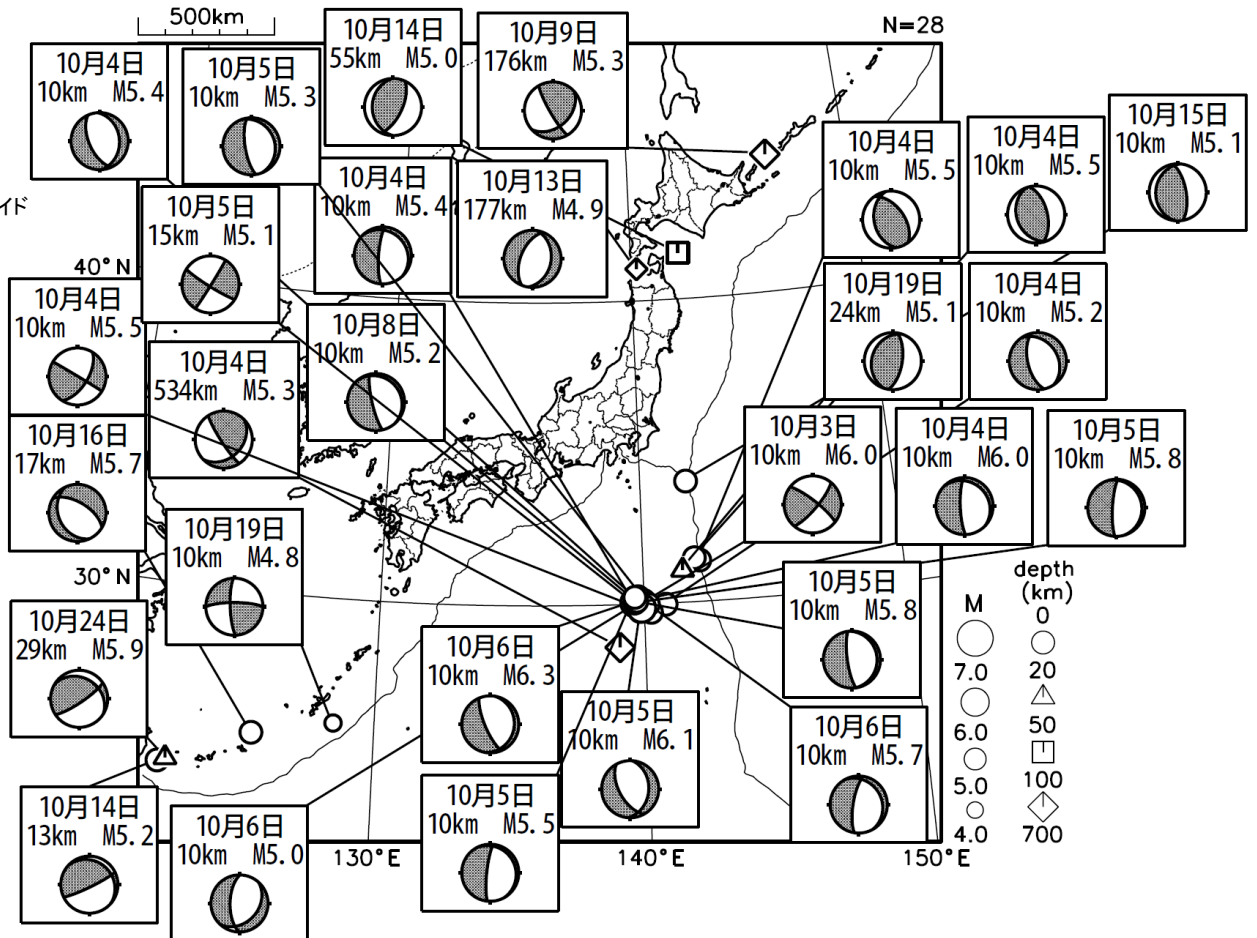 500km
N=28
10月14日
55km M5.0
10月9日
176km M5.3
10月4日
10km M5.4
10月5日
10km M5.3
10月15日
10km M5.1
10月4日
10km M5.5
10月4日
10km M5.5
10月4日
10km M5.4
10月13日
177km M4.9
イド
10月5日
15km M5.1
40°N
10月4日
10km M5.5
10月19日
24km M5.1
10月4日
10km M5.2
10月8日
10km M5.2
10月4日
534km M5.3
10月3日
10km M6.0
10月4日
10km M6.0
10月5日
10km M5.8
10月16日
17km M5.7
10月19日
10km M4.8
30°N
10月5日
10km M5.8
10月24日
29km M5.9
10月6日
10km M6.3
10月5日
10km M6.1
10月6日
10km M5.7
10月14日
13km M5.2
10月6日
10km M5.0
10月5日
10km M5.5
130°E
140°E
150°E
M
7.0
6.0
5.0
4.0
depth
(km)
0
20
50
100
700